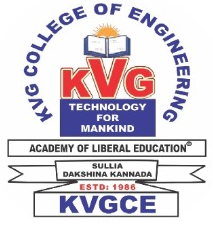 KVG COLLEGE OF ENGINEERING
KVG
TECHNOLOGY
FOR
MANKIND
ACADEMY OF LIBERAL EDUCATION®
SULLIA
DAKSHINA KANNADA
ESTD: 1986
KVGCE